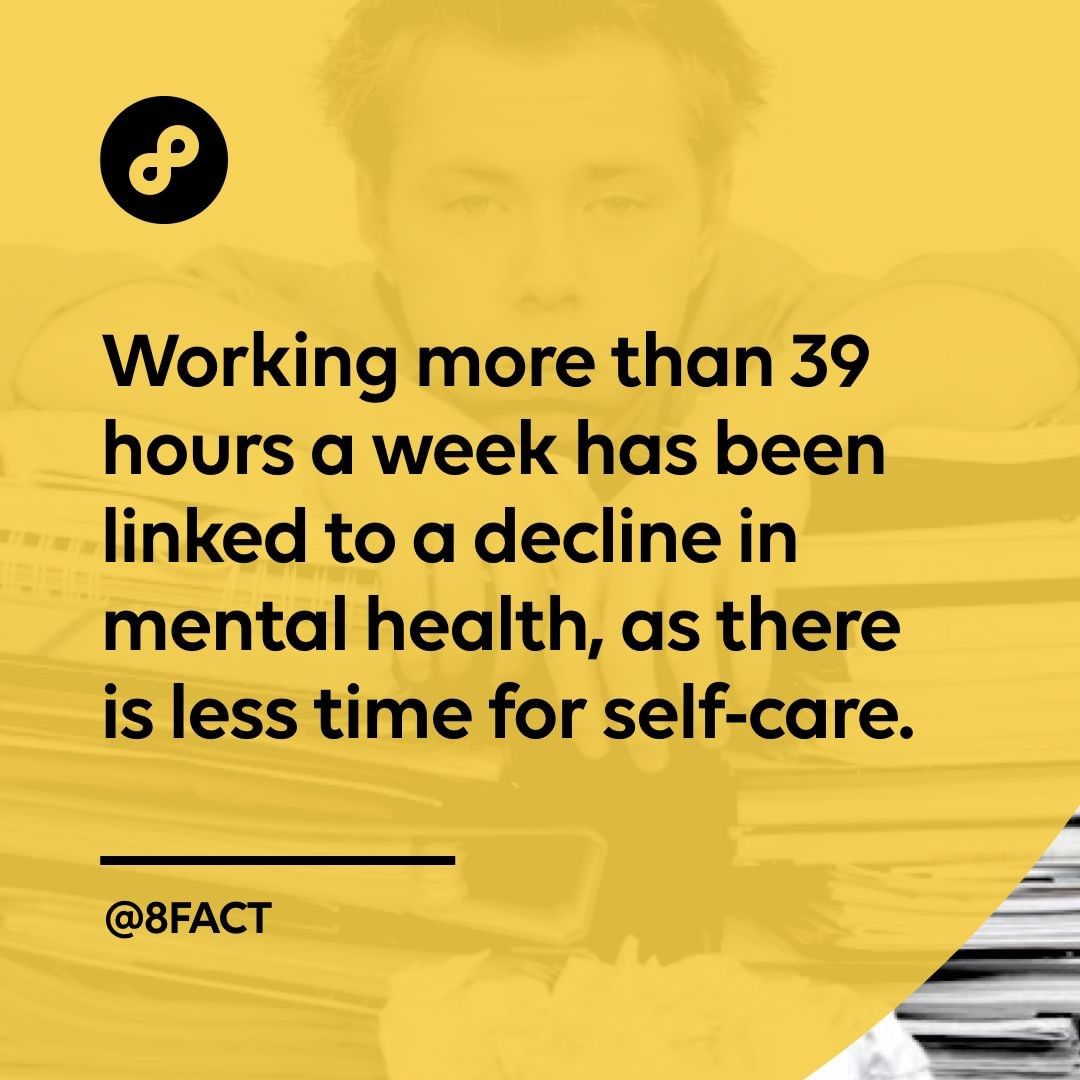 Working more than 39
hours a week has been
linked to a decline in
mental health, as there
is less time for self-care.
@8FACT